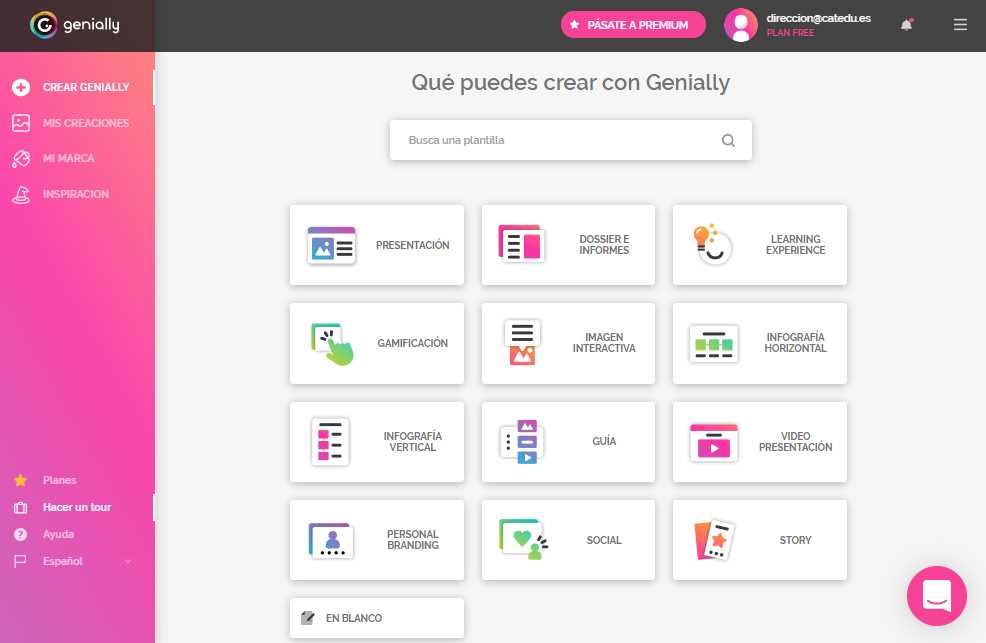 genially
PÁSATE A PREMIUM
direccion@catedu.es
PLAN FREE
CREAR GENIALLY
MIS CREACIONES
MI MARCA
INSPIRACION
Planes
Hacer un tour
Ayuda
Español
Qué puedes crear con Genially
Busca una plantilla
PRESENTACIÓN
DOSSIER E
INFORMES
LEARNING
EXPERIENCE
GAMIFICACIÓN
IMAGEN
INTERACTIVA
INFOGRAFÍA
HORIZONTAL
INFOGRAFÍA
VERTICAL
GUÍA
VIDEO
PRESENTACIÓN
PERSONAL
BRANDING
SOCIAL
STORY
EN BLANCO